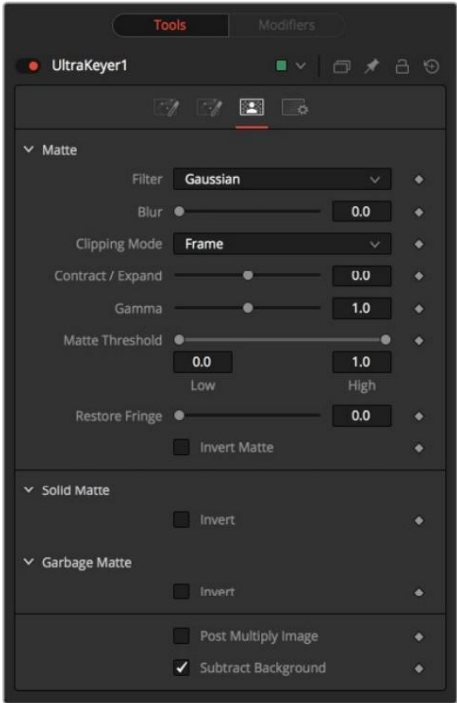 Tools Modifiers
UltraKeyer1
Matte
Filter Gaussian
Blur 0.0
Clipping Mode Frame
Contract / Expand 0.0
Gamma 1.0
Matte Threshold
0.0 1.0
Low High
Restore Fringe 0.0
Invert Matte
Solid Matte
Invert
Garbage Matte
Invert
Post Multiply Image
Subtract Background